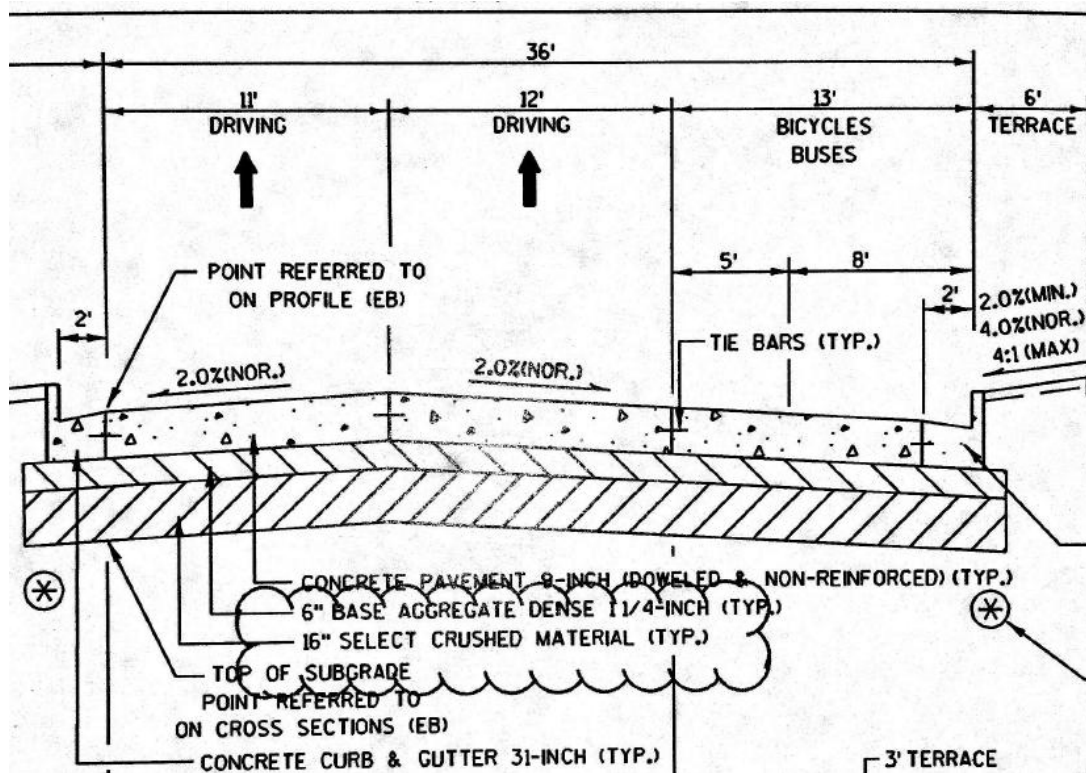 36'
11' 12' 13' 6'
DRIVING DRIVING BICYCLES TERRACE
BUSES
POINT REFERRED TO
ON PROFILE (EB)
5' 8'
2' 2'
2.0%(MIN.)
4.0%(NOR.)
4:1 (MAX)
TIE BARS (TYP.)
2.0%(NOR.) 2.0%(NOR.)
CONCRETE PAVEMENT 9-INCH (DOWELED & NON-REINFORCED) (TYP.)
6" BASE AGGREGATE DENSE 1 1/4-INCH (TYP.)
16" SELECT CRUSHED MATERIAL (TYP.)
TOP OF SUBGRADE
POINT REFERRED TO
ON CROSS SECTIONS (EB)
CONCRETE CURB & GUTTER 31-INCH (TYP.)
3' TERRACE